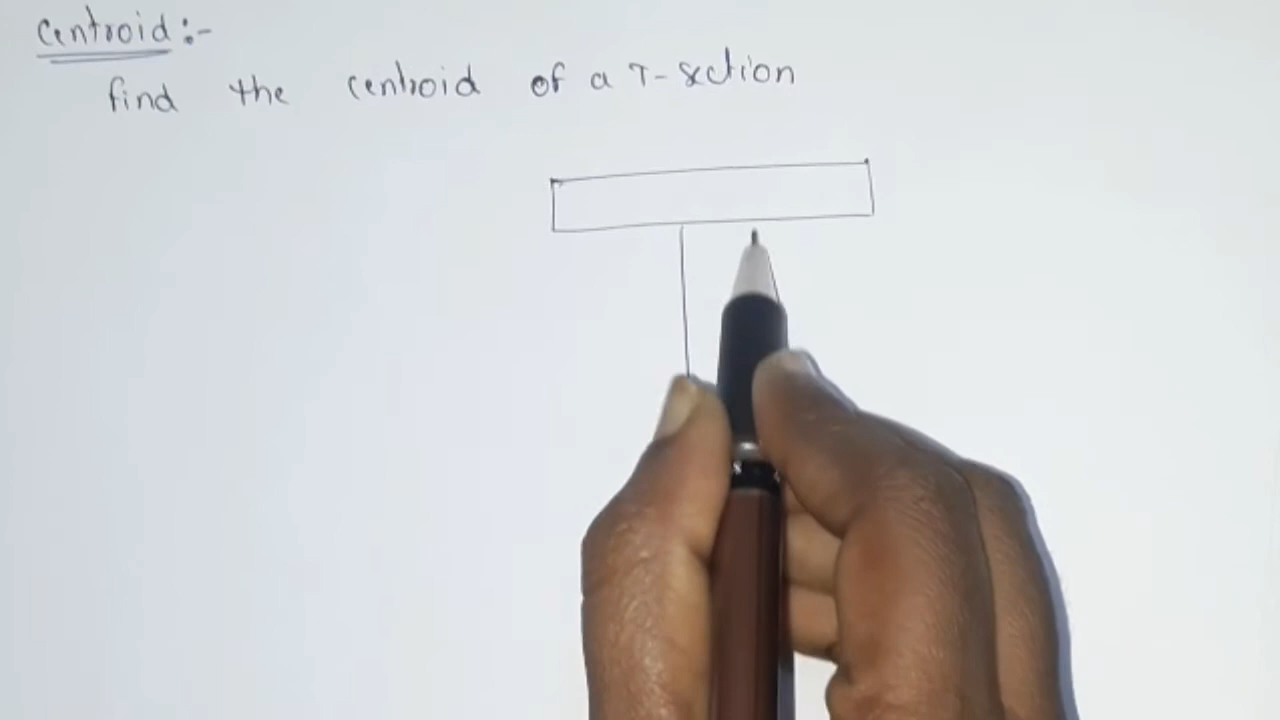 Centroid :-
find the centroid of a T-section